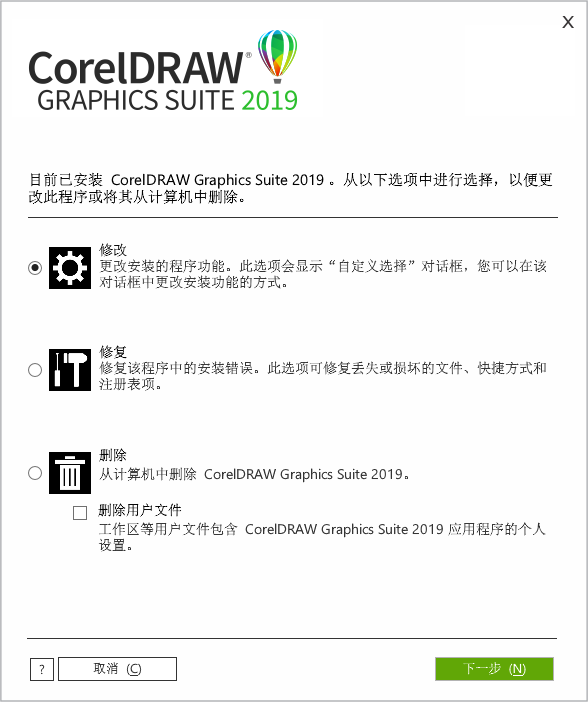 X
CorelDRAW®
GRAPHICS SUITE 2019
目前已安装 CorelDRAW Graphics Suite 2019 。从以下选项中进行选择，以便更
改此程序或将其从计算机中删除。
修改
更改安装的程序功能。此选项会显示“自定义选择”对话框，您可以在该
对话框中更改安装功能的方式。
修复
修复该程序中的安装错误。此选项可修复丢失或损坏的文件、快捷方式和
注册表项。
删除
从计算机中删除 CorelDRAW Graphics Suite 2019。
删除用户文件
工作区等用户文件包含 CorelDRAW Graphics Suite 2019 应用程序的个人
设置。
? 取消 (C) 下一步 (N)